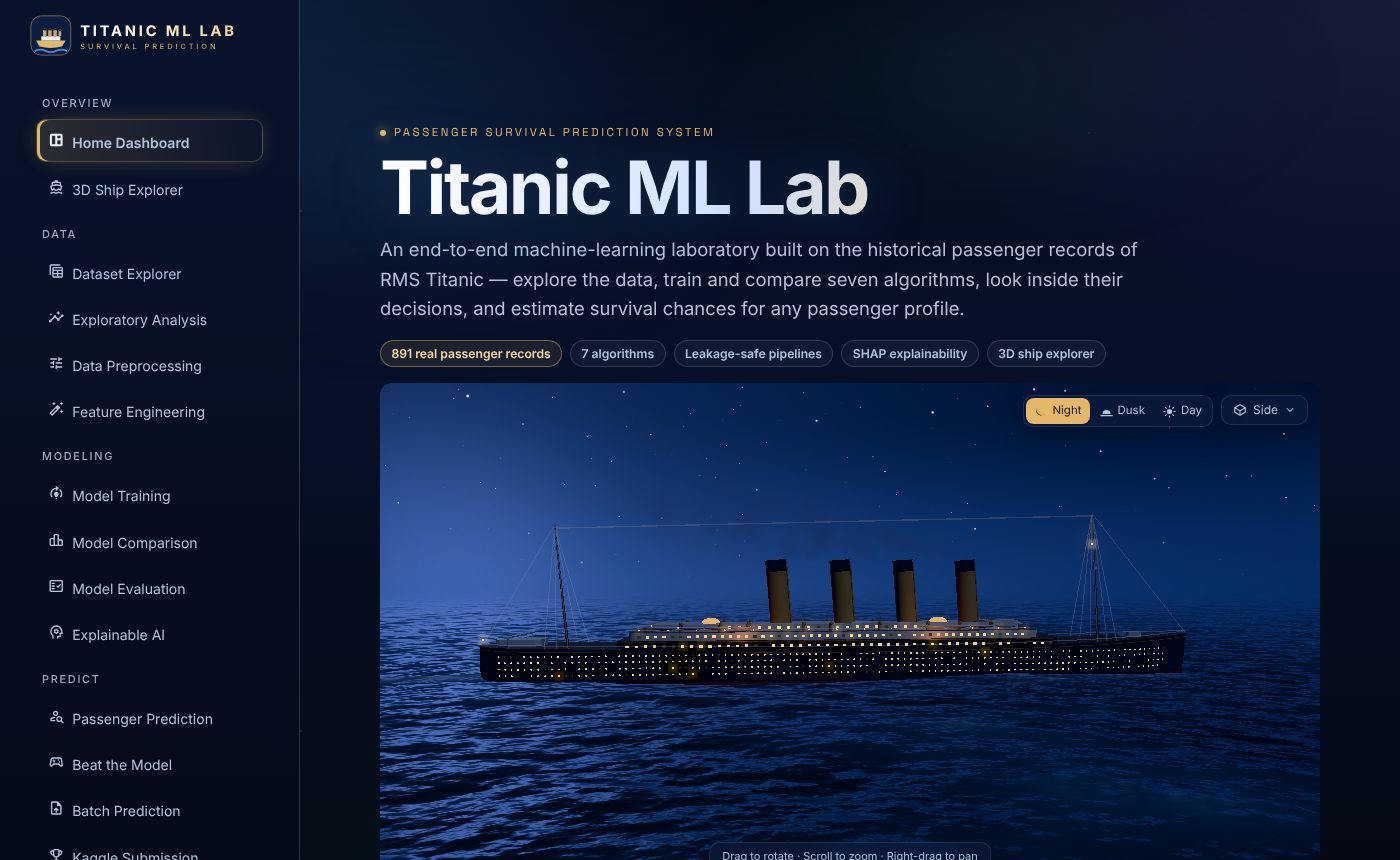 TITANIC ML LAB
SURVIVAL PREDICTION
OVERVIEW
Home Dashboard
3D Ship Explorer
DATA
Dataset Explorer
Exploratory Analysis
Data Preprocessing
Feature Engineering
MODELING
Model Training
Model Comparison
Model Evaluation
Explainable AI
PREDICT
Passenger Prediction
Beat the Model
Batch Prediction
Kaggle Submission
PASSENGER SURVIVAL PREDICTION SYSTEM
Titanic ML Lab
An end-to-end machine-learning laboratory built on the historical passenger records of
RMS Titanic — explore the data, train and compare seven algorithms, look inside their
decisions, and estimate survival chances for any passenger profile.
891 real passenger records
7 algorithms
Leakage-safe pipelines
SHAP explainability
3D ship explorer
Night
Dusk
Day
Side
Drag to rotate · Scroll to zoom · Right-drag to pan